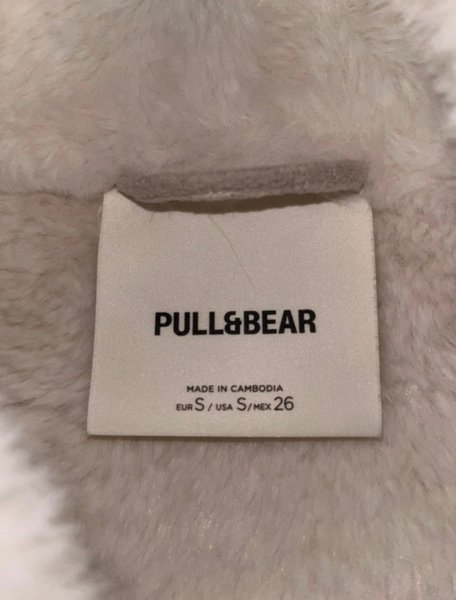 PULL&BEAR
MADE IN CAMBODIA
EUR S / USA S/MEX 26